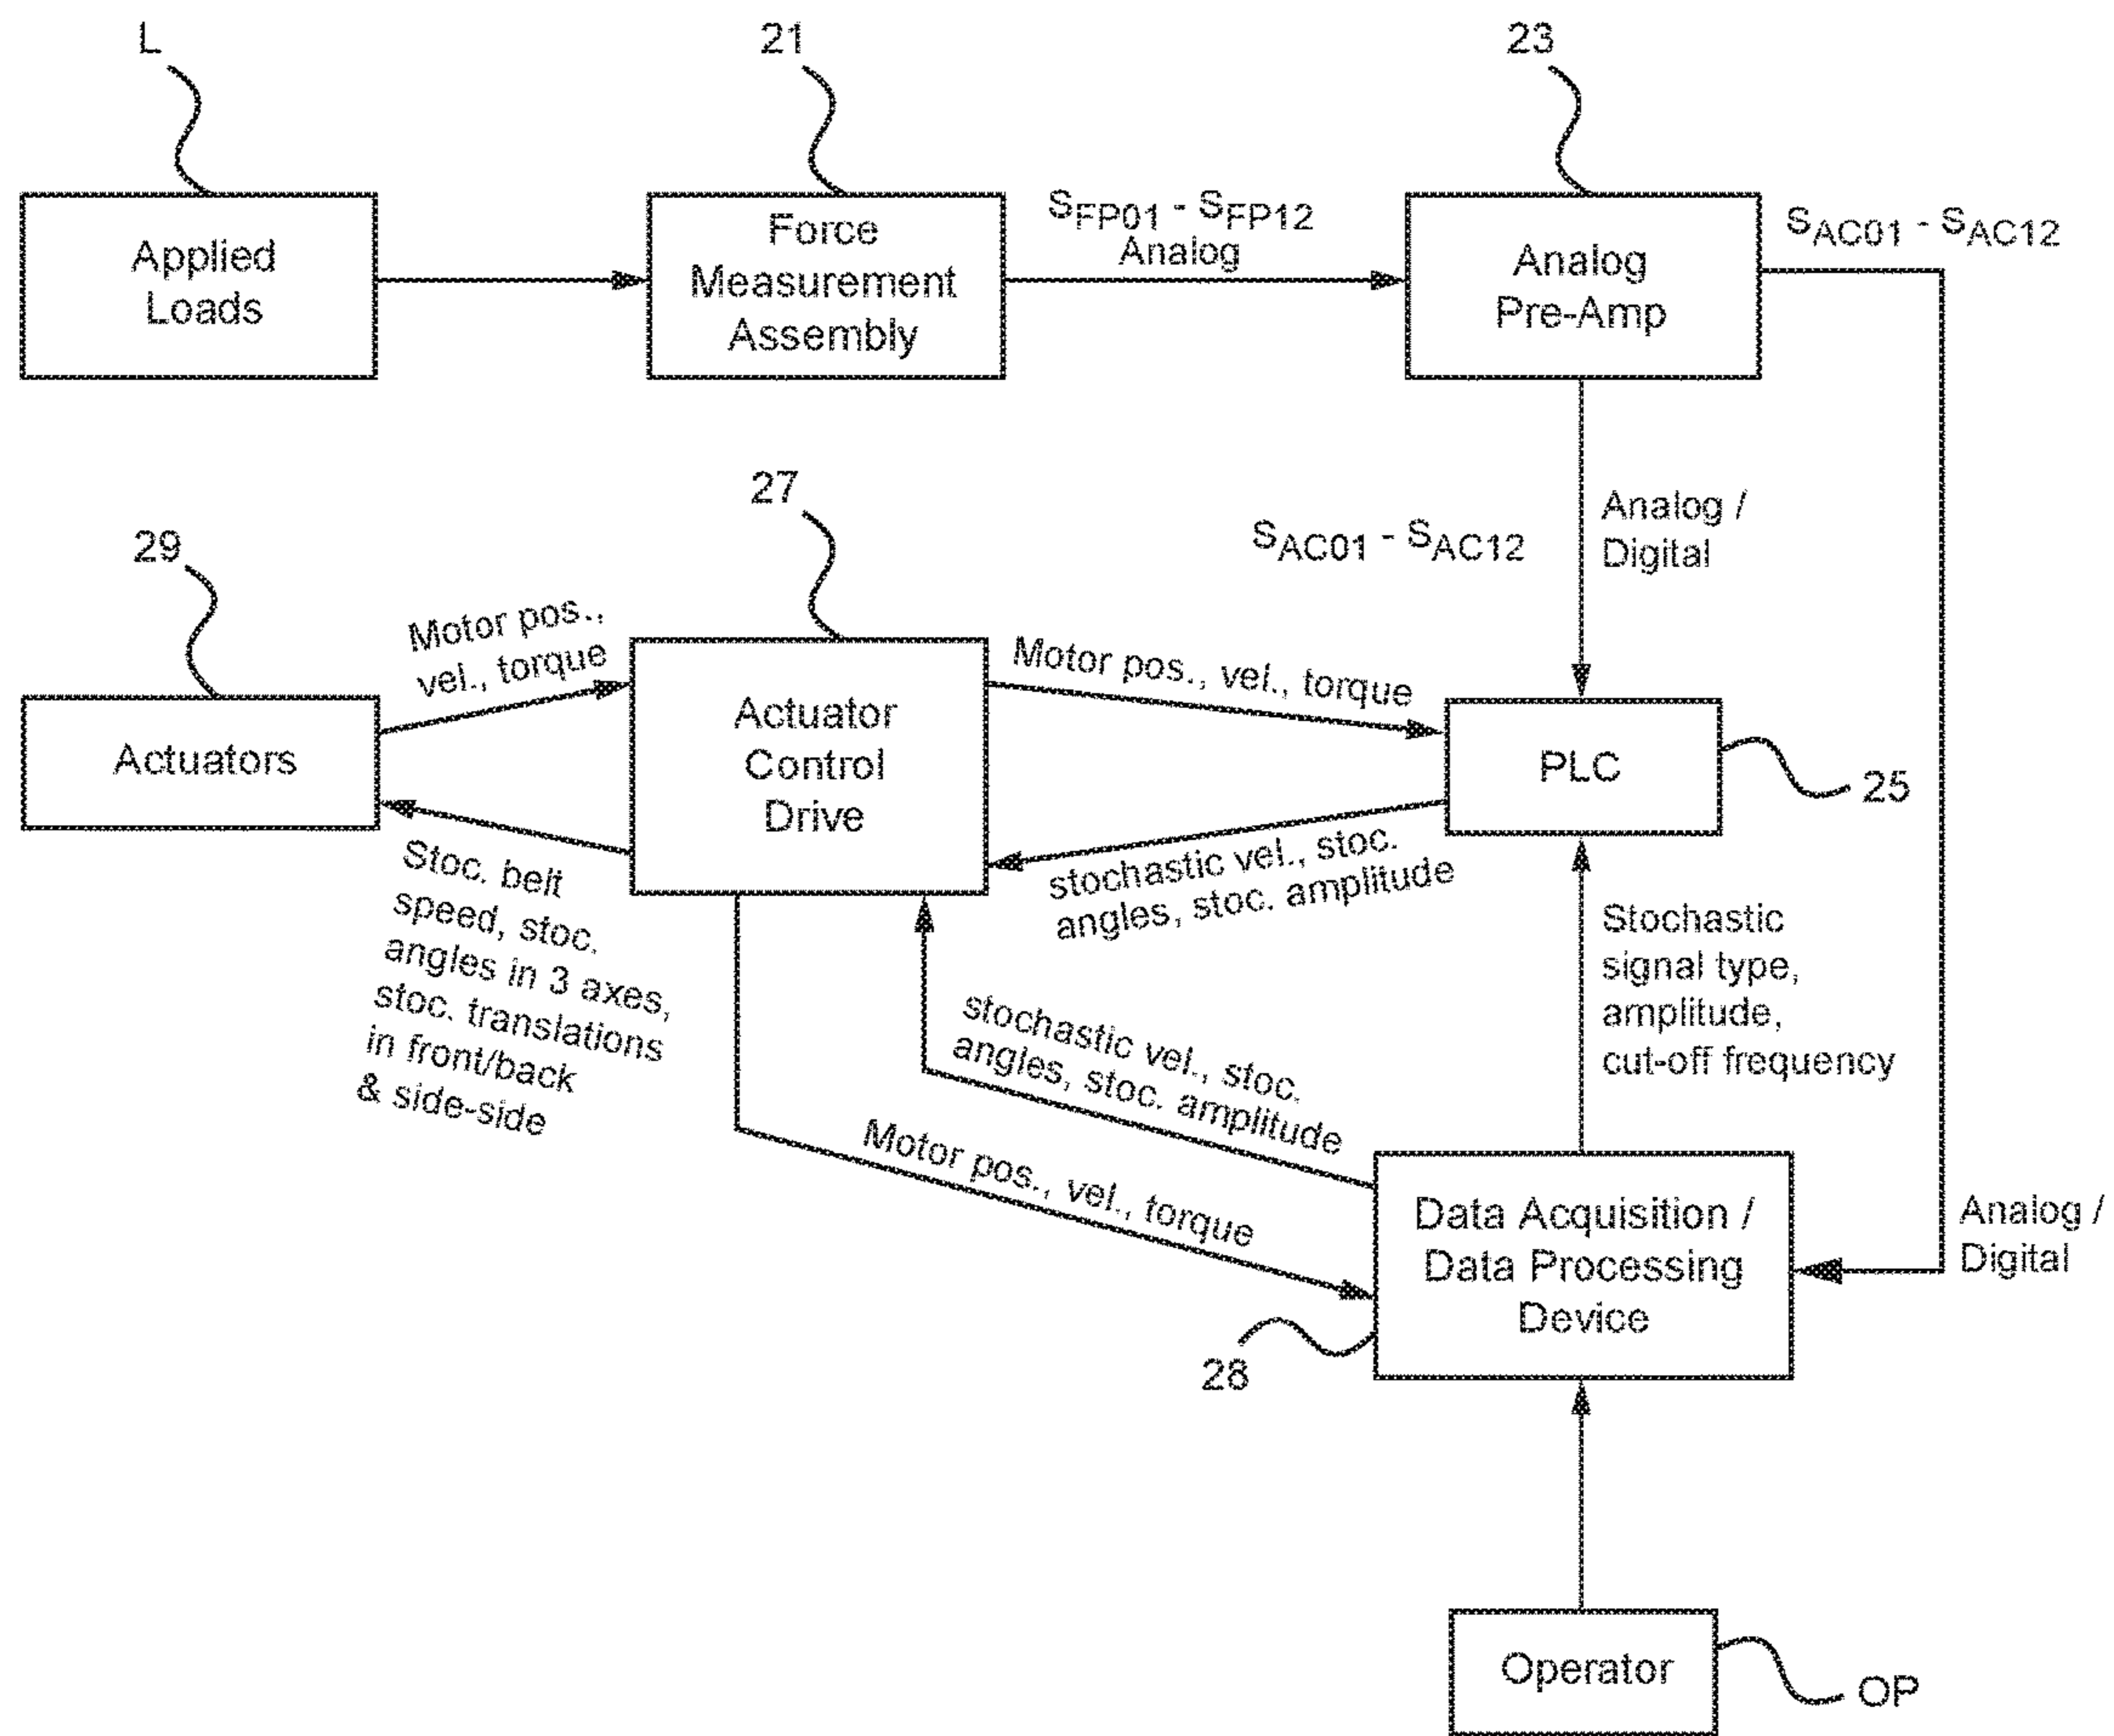 L
21
23
Applied
Loads
Force
Measurement
Assembly
SFP01 - SFP12
Analog
Analog
Pre-Amp
SAC01 - SAC12
27
29
SAC01 - SAC12
Analog /
Digital
Motor pos.,
vel., torque
Actuators
Actuator
Control
Drive
Motor pos., vel., torque
PLC
25
stochastic vel., stoc.
angles, stoc. amplitude
Stoc. belt
speed, stoc.
angles in 3 axes,
stoc. translations
in front/back
& side-side
Stochastic
signal type,
amplitude,
cut-off frequency
stochastic vel., stoc.
angles, stoc. amplitude
Motor pos., vel., torque
Data Acquisition /
Data Processing
Device
Analog /
Digital
28
Operator
OP